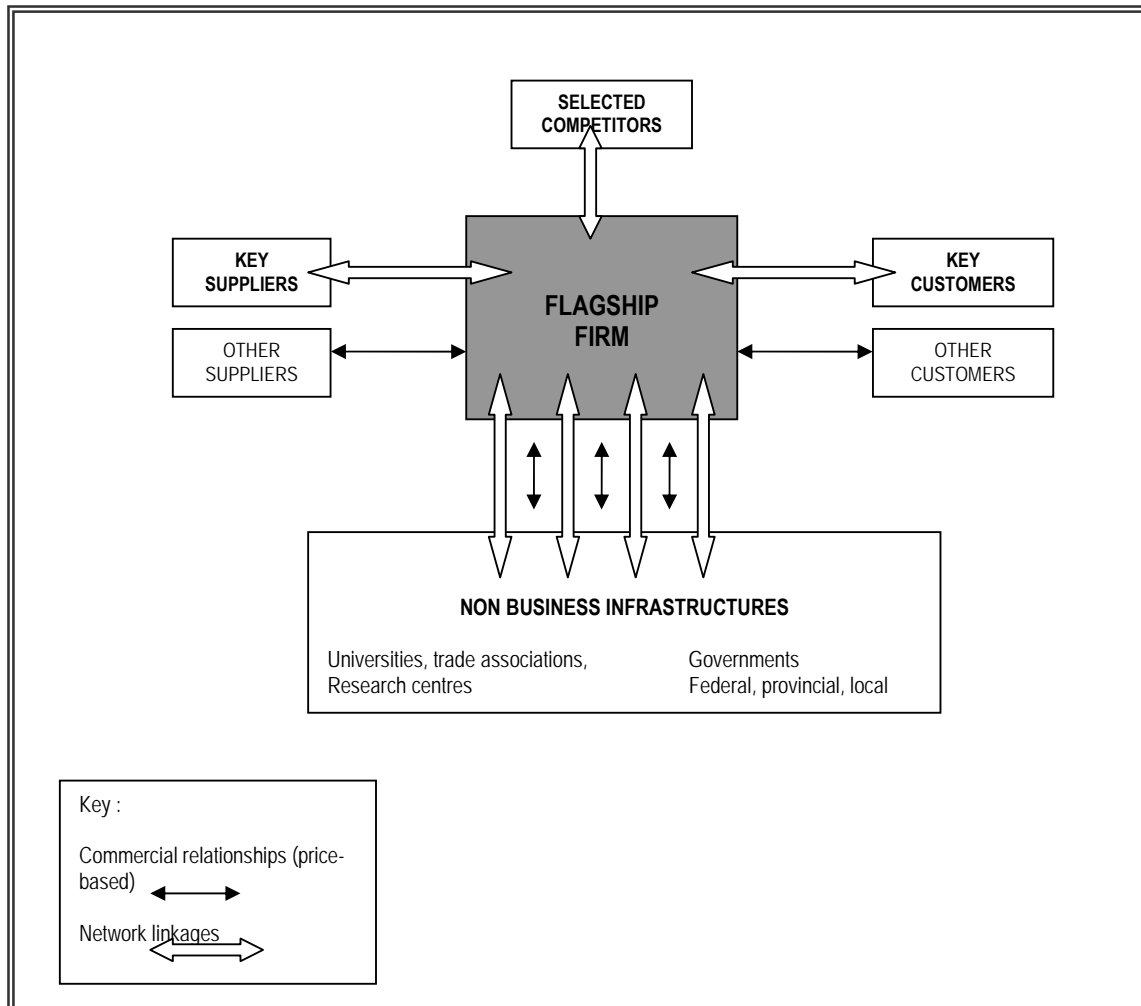 SELECTED
COMPETITORS
KEY
SUPPLIERS
KEY
CUSTOMERS
FLAGSHIP
FIRM
OTHER
SUPPLIERS
OTHER
CUSTOMERS
NON BUSINESS INFRASTRUCTURES
Universities, trade associations,
Research centres
Governments
Federal, provincial, local
Key :
Commercial relationships (price-
based)
Network linkages